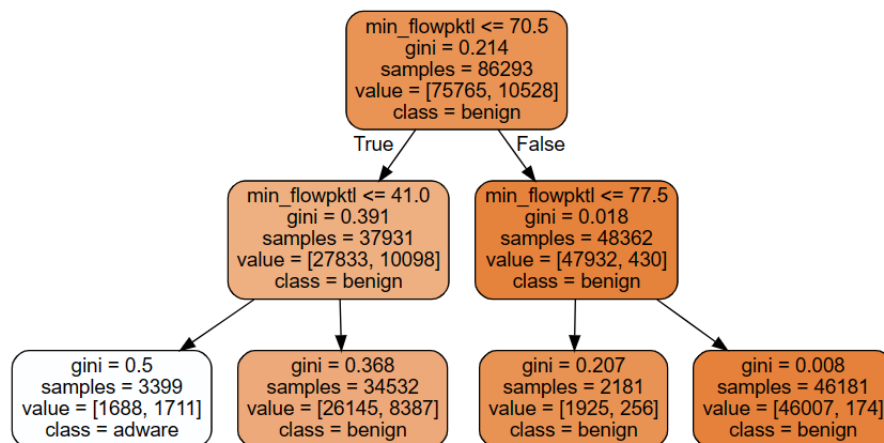 min_flowpktl <= 70.5
gini = 0.214
samples = 86293
value = [75765, 10528]
class = benign
True
False
min_flowpktl <= 41.0
gini = 0.391
samples = 37931
value = [27833, 10098]
class = benign
min_flowpktl <= 77.5
gini = 0.018
samples = 48362
value = [47932, 430]
class = benign
gini = 0.5
samples = 3399
value = [1688, 1711]
class = adware
gini = 0.368
samples = 34532
value = [26145, 8387]
class = benign
gini = 0.207
samples = 2181
value = [1925, 256]
class = benign
gini = 0.008
samples = 46181
value = [46007, 174]
class = benign